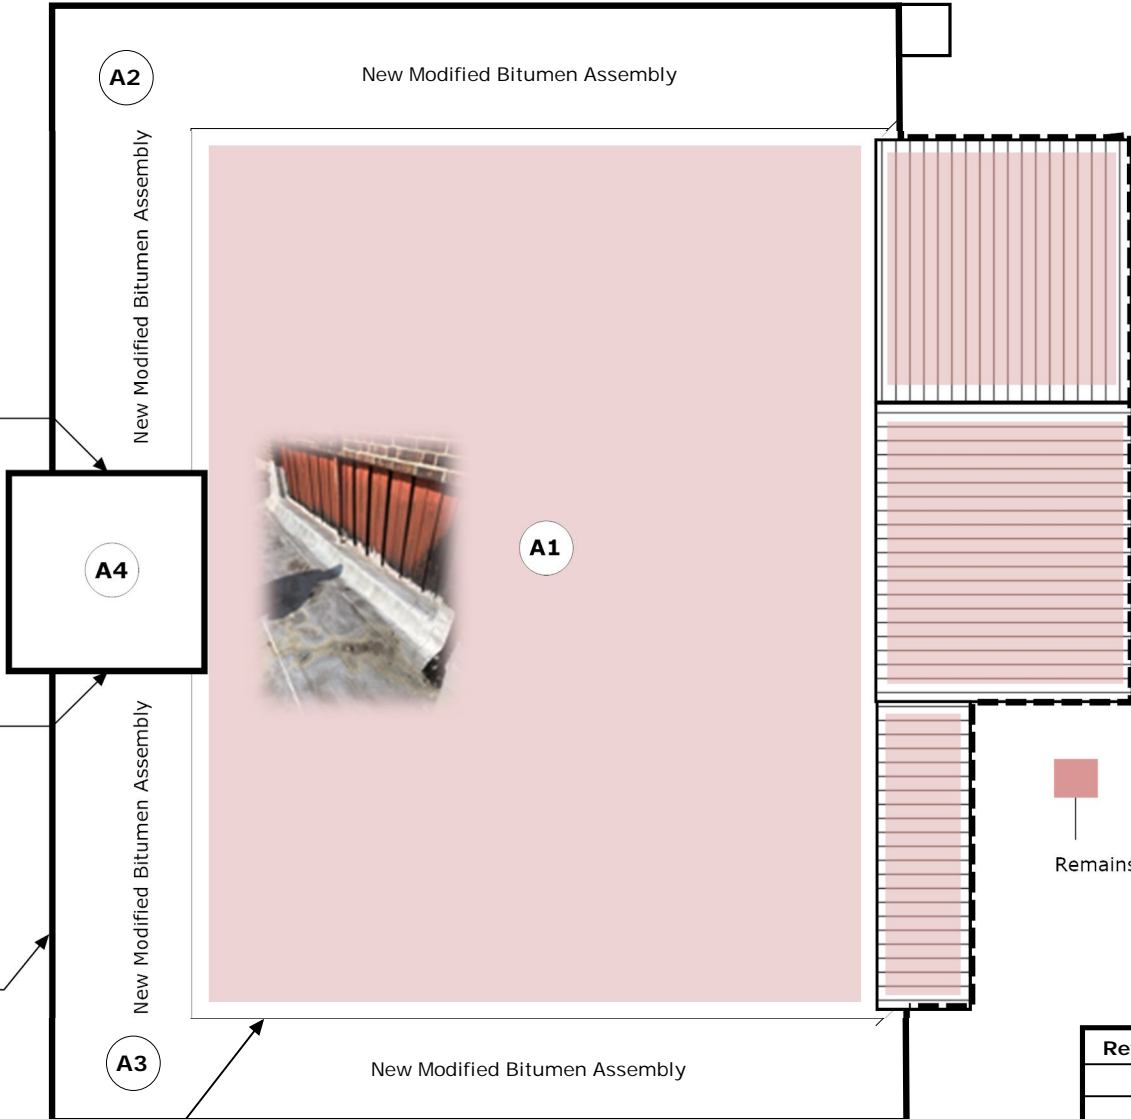 A2
New Modified Bitumen Assembly
New Modified Bitumen Assembly
A4
A1
New Modified Bitumen Assembly
Remains
A3
New Modified Bitumen Assembly
Re